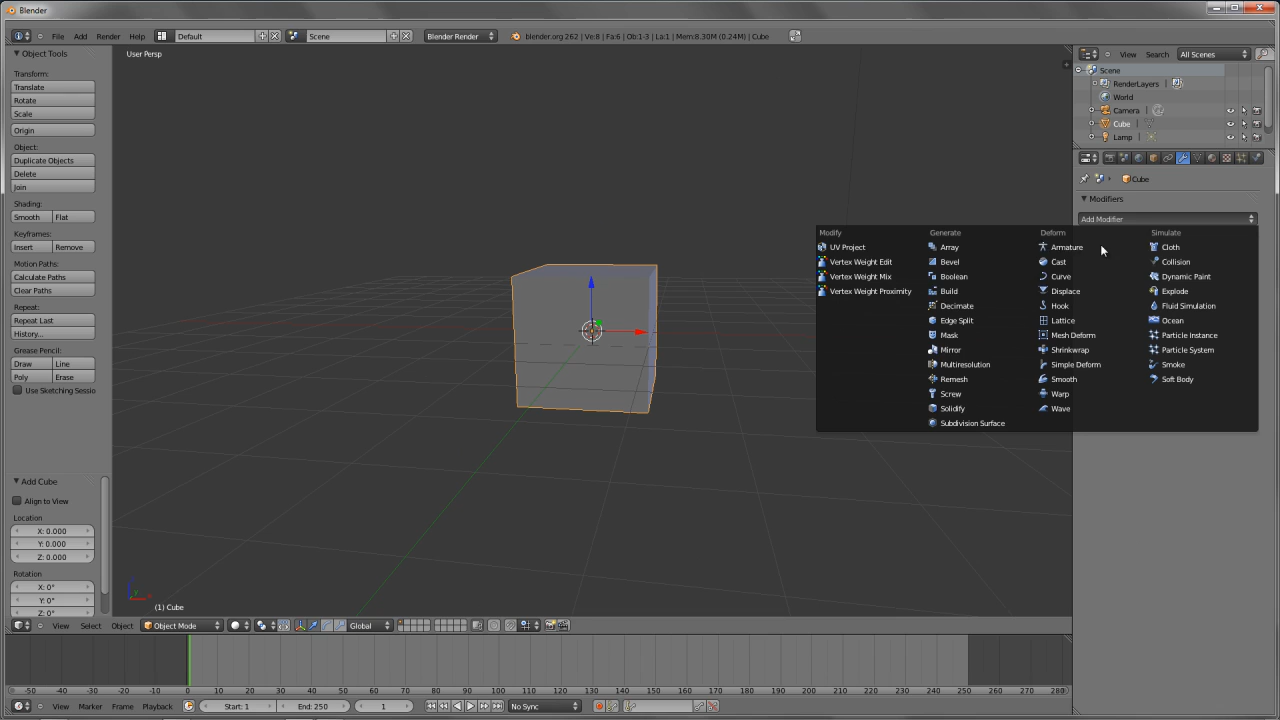 Blender
File Add Render Help Default Scene Blender Render blender.org 262 | Ve:8 | Fa:6 | Ob:1-3 | La:1 | Mem:8.30M (0.24M) | Cube
Object Tools
Transform:
Translate
Rotate
Scale
Origin
Object:
Duplicate Objects
Delete
Join
Shading:
Smooth Flat
Keyframes:
Insert Remove
Motion Paths:
Calculate Paths
Clear Paths
Repeat:
Repeat Last
History...
Grease Pencil:
Draw Line
Poly Erase
Use Sketching Sessio
Add Cube
Align to View
Location
X: 0.000
Y: 0.000
Z: 0.000
Rotation
X: 0°
Y: 0°
Z: 0°
User Persp
(1) Cube
View Search All Scenes
Scene
RenderLayers
World
Camera
Cube
Lamp
Cube
Modifiers
Add Modifier
Modify
UV Project
Vertex Weight Edit
Vertex Weight Mix
Vertex Weight Proximity
Generate
Array
Bevel
Boolean
Build
Decimate
Edge Split
Mask
Mirror
Multiresolution
Remesh
Screw
Solidify
Subdivision Surface
Deform
Armature
Cast
Curve
Displace
Hook
Lattice
Mesh Deform
Shrinkwrap
Simple Deform
Smooth
Warp
Wave
Simulate
Cloth
Collision
Dynamic Paint
Explode
Fluid Simulation
Ocean
Particle Instance
Particle System
Smoke
Soft Body
View Select Object Object Mode Global
-50 -40 -30 -20 -10 0 10 20 30 40 50 60 70 80 90 100 110 120 130 140 150 160 170 180 190 200 210 220 230 240 250 260 270 280
View Marker Frame Playback Start: 1 End: 250 1 No Sync